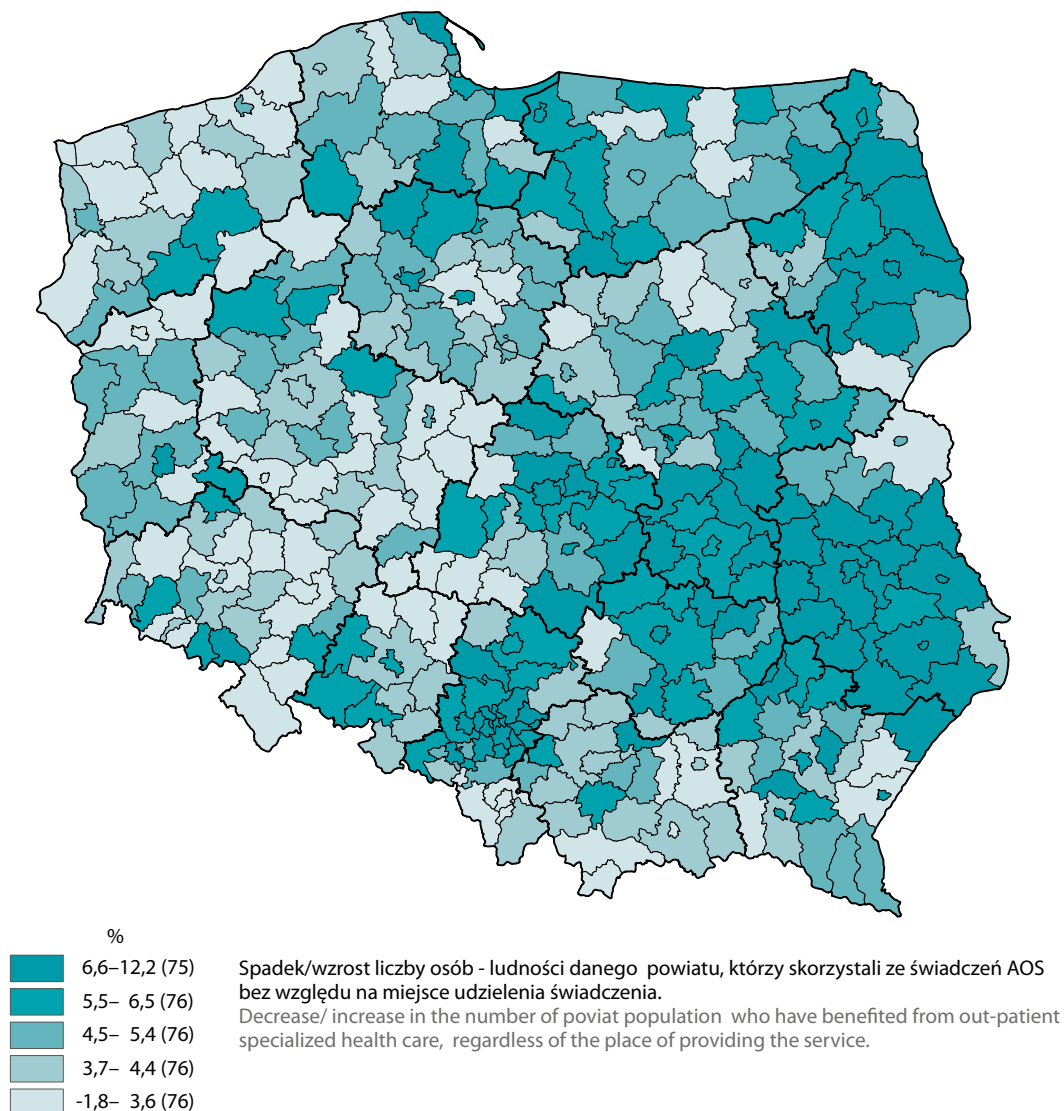 %
6,6–12,2 (75)
5,5– 6,5 (76)
4,5– 5,4 (76)
3,7– 4,4 (76)
-1,8– 3,6 (76)
Spadek/wzrost liczby osób - ludności danego powiatu, którzy skorzystali ze świadczeń AOS
bez względu na miejsce udzielenia świadczenia.
Decrease/ increase in the number of poviat population who have benefited from out-patient
specialized health care, regardless of the place of providing the service.